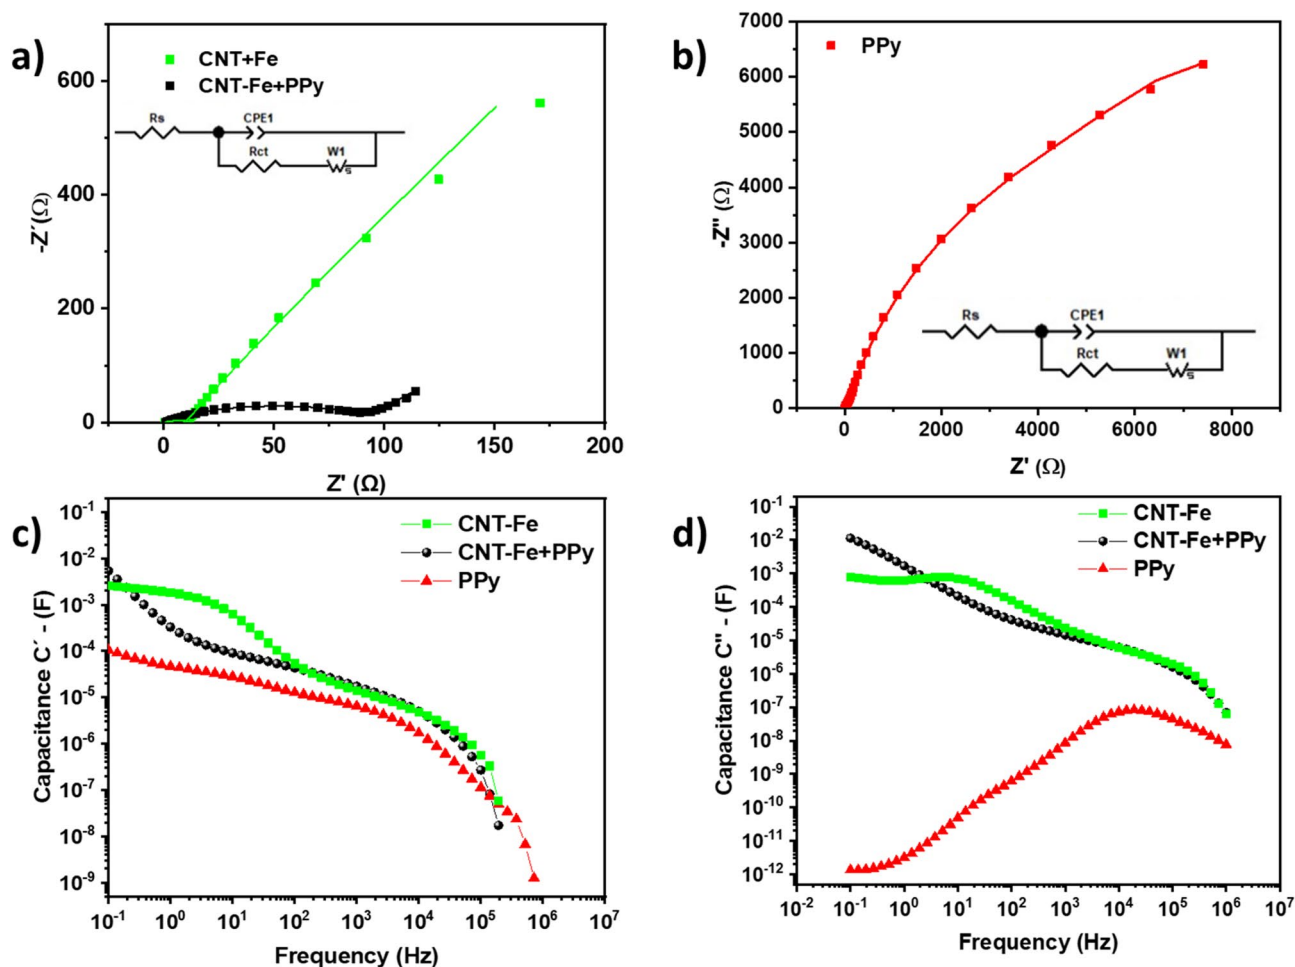 a)
CNT+Fe
CNT-Fe+PPy
Rs
CPE1
Rct
W1
s
-Z´(Ω)
600
400
200
0
0 50 100 150 200
Z' (Ω)
b)
PPy
Rs
CPE1
Rct
W1
s
-Z" (Ω)
7000
6000
5000
4000
3000
2000
1000
0
0 2000 4000 6000 8000
Z' (Ω)
c)
CNT-Fe
CNT-Fe+PPy
PPy
Capacitance C´ - (F)
10⁻¹
10⁻²
10⁻³
10⁻⁴
10⁻⁵
10⁻⁶
10⁻⁷
10⁻⁸
10⁻⁹
10⁻¹ 10⁰ 10¹ 10² 10³ 10⁴ 10⁵ 10⁶ 10⁷
Frequency (Hz)
d)
CNT-Fe
CNT-Fe+PPy
PPy
Capacitance C" - (F)
10⁻¹
10⁻²
10⁻³
10⁻⁴
10⁻⁵
10⁻⁶
10⁻⁷
10⁻⁸
10⁻⁹
10⁻¹⁰
10⁻¹¹
10⁻¹²
10⁻² 10⁻¹ 10⁰ 10¹ 10² 10³ 10⁴ 10⁵ 10⁶ 10⁷
Frequency (Hz)